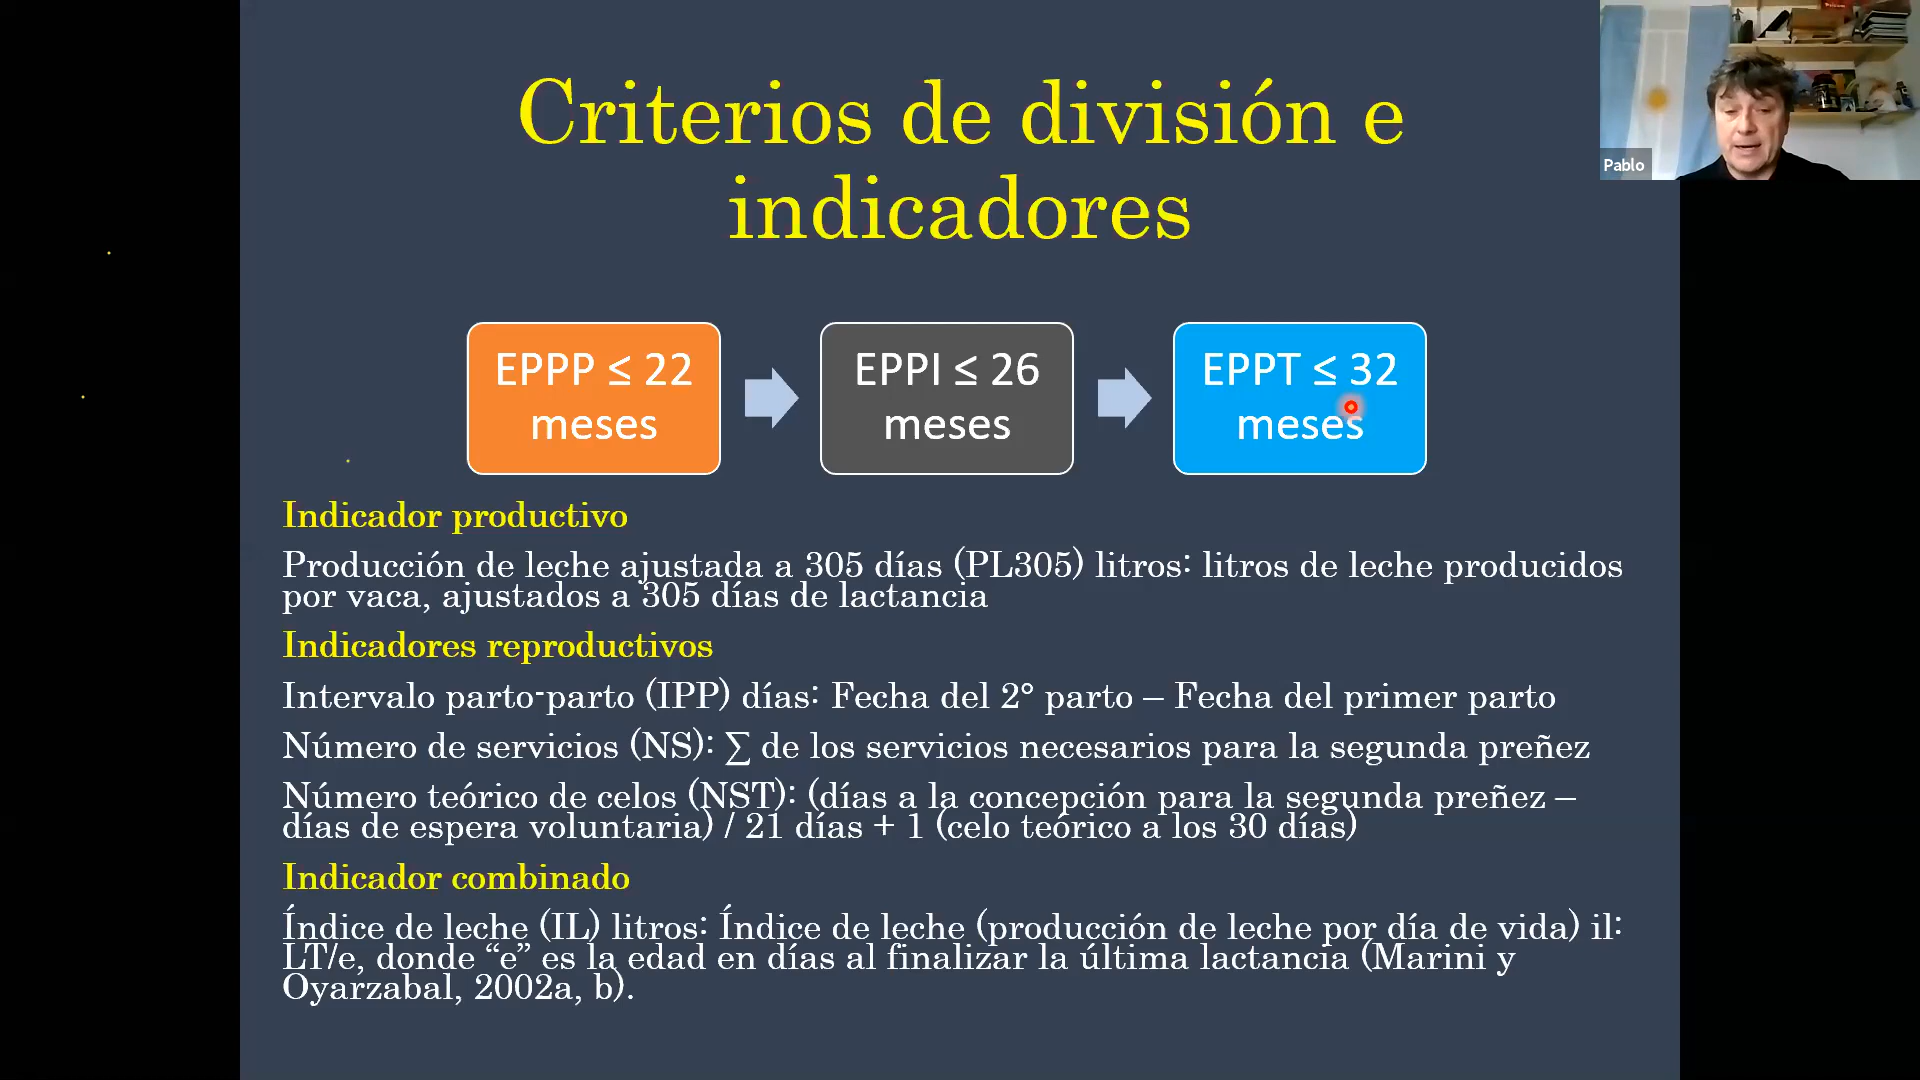 Criterios de división e
indicadores
Pablo
EPPP ≤ 22
meses
EPPI ≤ 26
meses
EPPT ≤ 32
meses
Indicador productivo
Producción de leche ajustada a 305 días (PL305) litros: litros de leche producidos
por vaca, ajustados a 305 días de lactancia
Indicadores reproductivos
Intervalo parto-parto (IPP) días: Fecha del 2° parto – Fecha del primer parto
Número de servicios (NS): ∑ de los servicios necesarios para la segunda preñez
Número teórico de celos (NST): (días a la concepción para la segunda preñez –
días de espera voluntaria) / 21 días + 1 (celo teórico a los 30 días)
Indicador combinado
Índice de leche (IL) litros: Índice de leche (producción de leche por día de vida) il:
LT/e, donde “e” es la edad en días al finalizar la última lactancia (Marini y
Oyarzabal, 2002a, b).